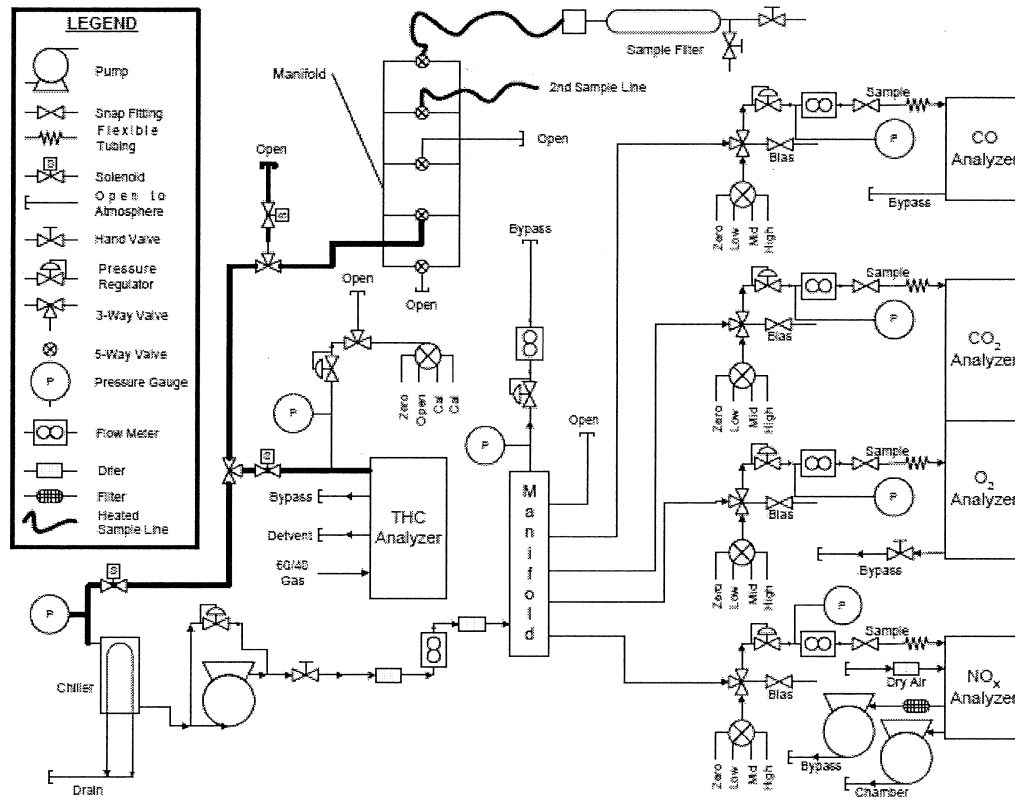 LEGEND
Pump
Snap Fitting
Flexible
Tubing
Solenoid
Open to
Atmosphere
Hand Valve
Pressure
Regulator
3-Way Valve
5-Way Valve
P
Pressure Gauge
Flow Meter
Drier
Filter
Heated
Sample Line
S
Manifold
Sample Filter
2nd Sample Line
Open
Open
S
Open
Open
Zero
Open
Cal
Cal
P
S
Bypass
Detvent
60/40
Gas
THC
Analyzer
S
P
Chiller
Drain
Bypass
P
Open
Manifold
Sample
P
Bias
Zero
Low
Mid
High
CO
Analyzer
Bypass
Sample
P
Bias
Zero
Low
Mid
High
CO2
Analyzer
Sample
P
Bias
Zero
Low
Mid
High
O2
Analyzer
Bypass
P
Sample
Dry Air
Bias
Zero
Low
Mid
High
NOX
Analyzer
Bypass
Chamber